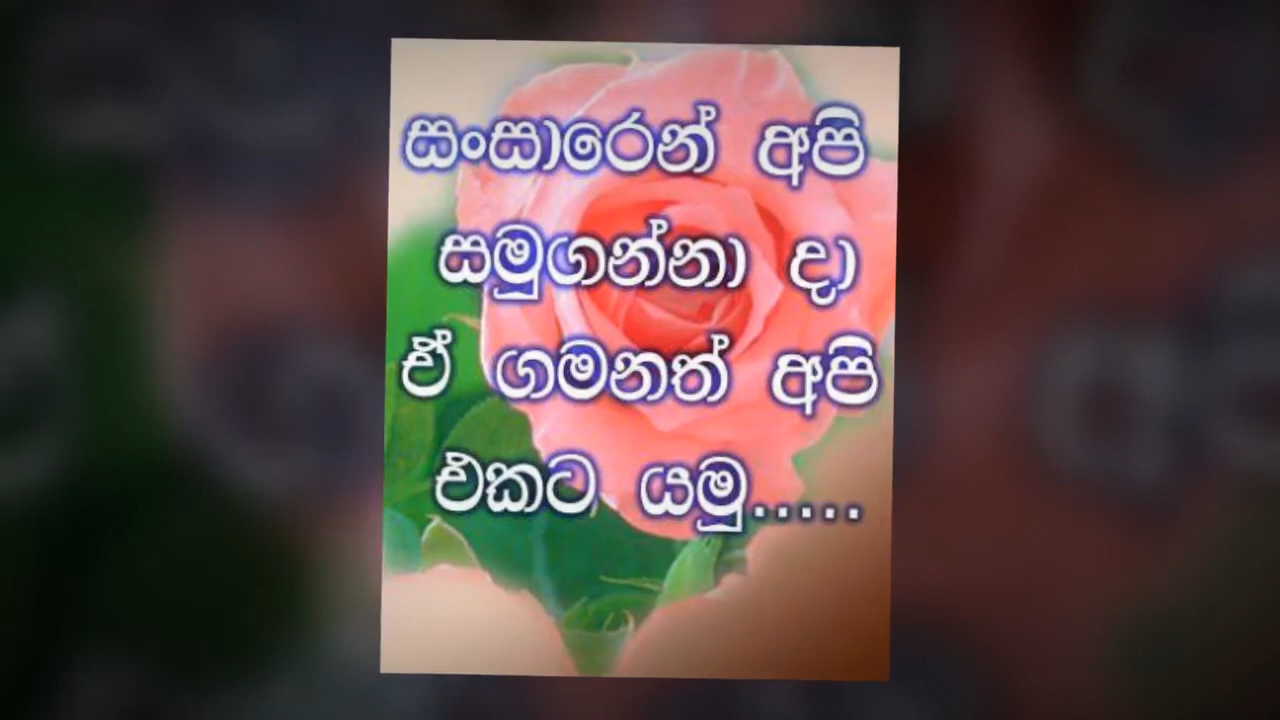 සංසාරෙන් අපි
සමුගන්නා දා
ඒ ගමනත් අපි
එකට යමු.....